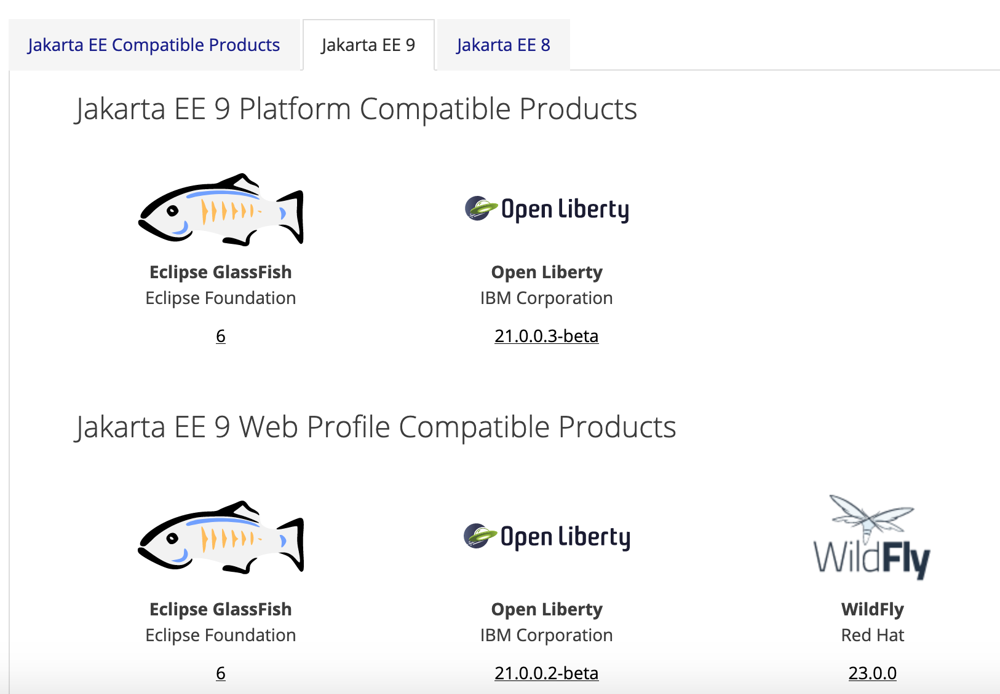 Jakarta EE Compatible Products
Jakarta EE 9
Jakarta EE 8
Jakarta EE 9 Platform Compatible Products
Open Liberty
Eclipse GlassFish
Eclipse Foundation
6
Open Liberty
IBM Corporation
21.0.0.3-beta
Jakarta EE 9 Web Profile Compatible Products
Open Liberty
WildFly
Eclipse GlassFish
Eclipse Foundation
6
Open Liberty
IBM Corporation
21.0.0.2-beta
WildFly
Red Hat
23.0.0